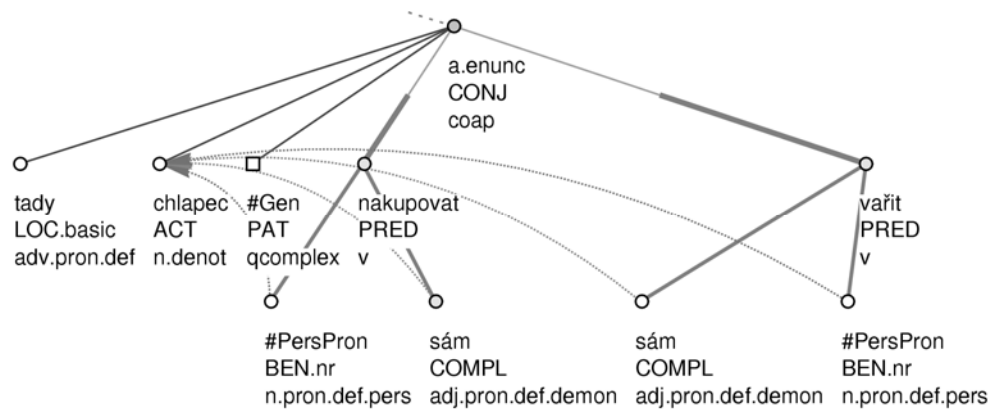 a.enunc
CONJ
coap
tady chlapec #Gen nakupovat vařit
LOC.basic ACT PAT PRED PRED
adv.pron.def n.denot qcomplex v v
#PersPron sám sám #PersPron
BEN.nr COMPL COMPL BEN.nr
n.pron.def.pers adj.pron.def.demon adj.pron.def.demon n.pron.def.pers